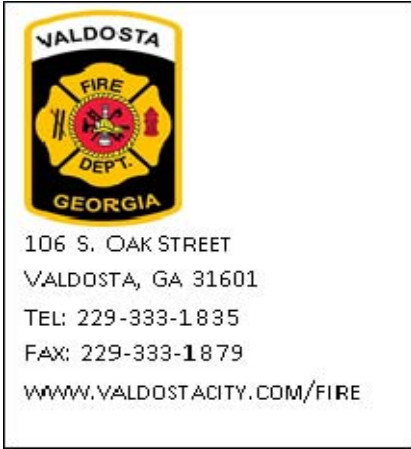 VALDOSTA
FIRE
DEPT.
GEORGIA
106 S. OAK STREET
VALDOSTA, GA 31601
TEL: 229-333-1835
FAX: 229-333-1879
WWW.VALDOSTACITY.COM/FIRE